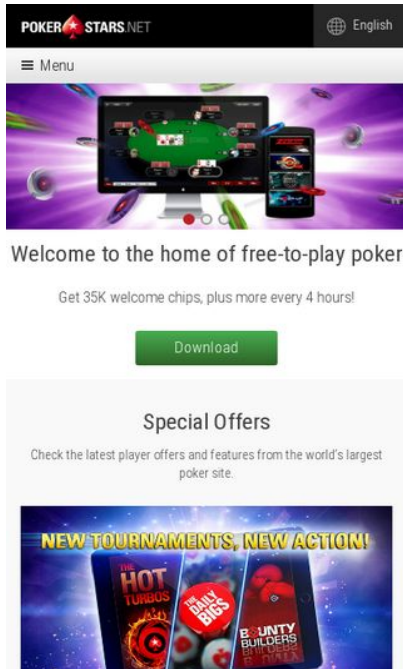 POKER STARS.NET
English
Menu
Welcome to the home of free-to-play poker
Get 35K welcome chips, plus more every 4 hours!
Download
Special Offers
Check the latest player offers and features from the world's largest
poker site.
NEW TOURNAMENTS, NEW ACTION!
THE
HOT
TURBOS
THE
DAILY
BIGS
BOUNTY
BUILDERS